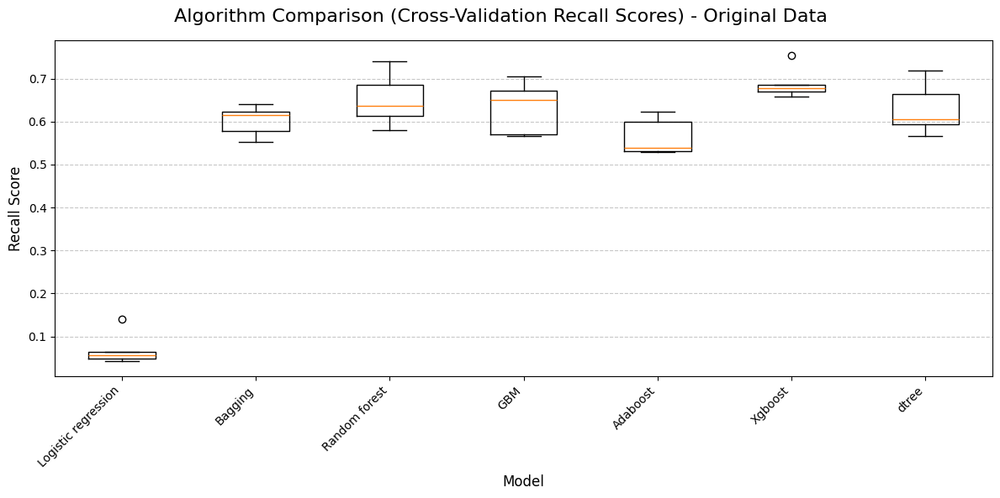 Algorithm Comparison (Cross-Validation Recall Scores) - Original Data
Recall Score
0.7
0.6
0.5
0.4
0.3
0.2
0.1
Logistic regression
Bagging
Random forest
GBM
Adaboost
Xgboost
dtree
Model